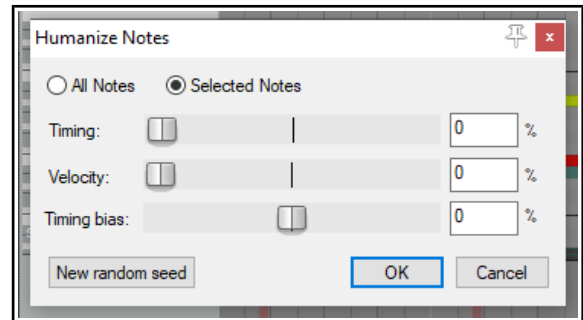 Humanize Notes
All Notes Selected Notes
Timing: 0 %
Velocity: 0 %
Timing bias: 0 %
New random seed OK Cancel